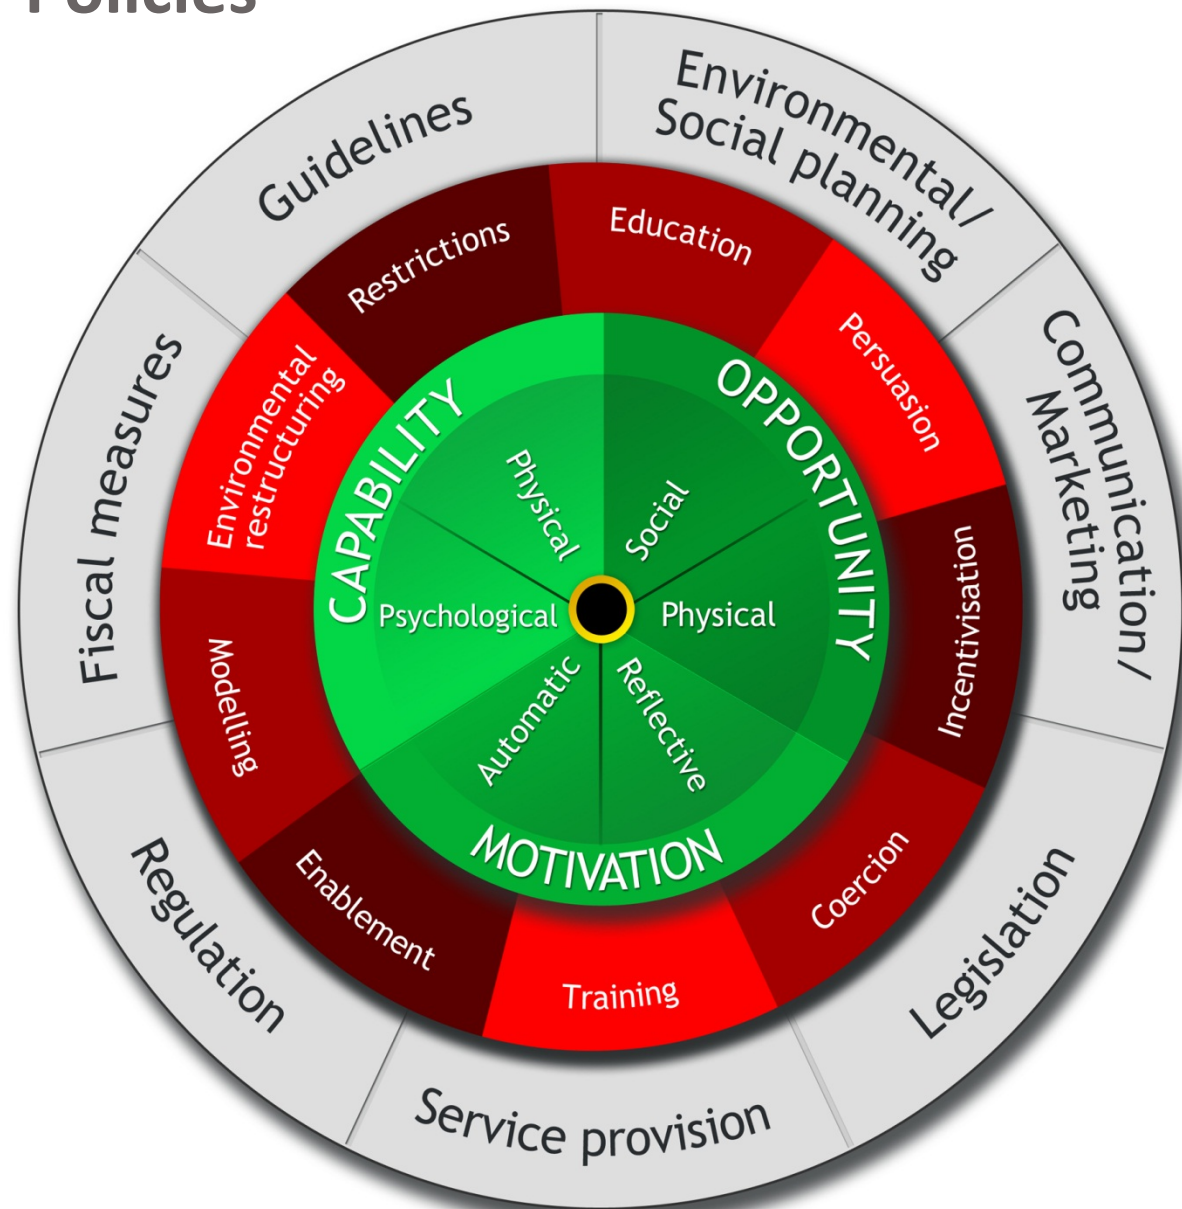 Policies
Guidelines
Environmental/
Social planning
Communication/
Marketing
Legislation
Service provision
Regulation
Fiscal measures
Restrictions
Education
Persuasion
Incentivisation
Coercion
Training
Enablement
Modelling
Environmental
restructuring
CAPABILITY
OPPORTUNITY
MOTIVATION
Physical
Social
Psychological
Physical
Automatic
Reflective